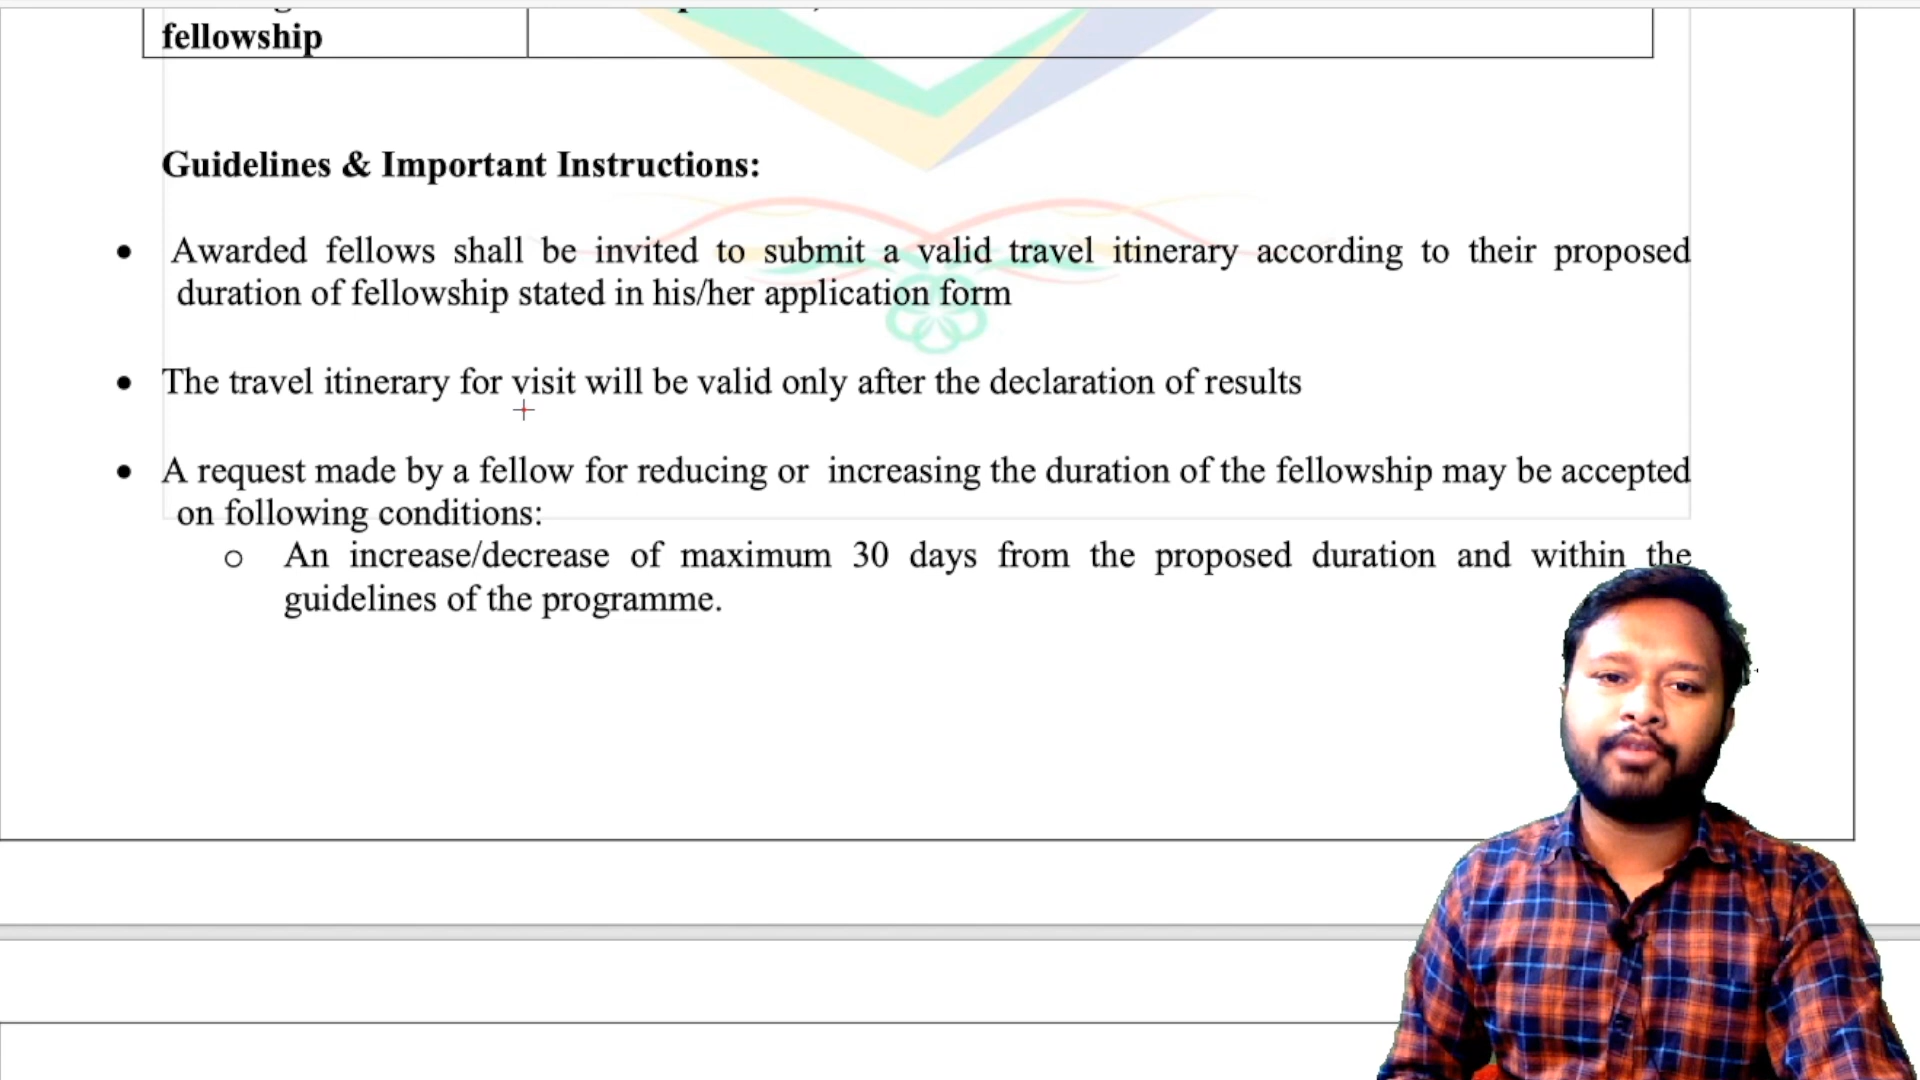 fellowship
Guidelines & Important Instructions:
• Awarded fellows shall be invited to submit a valid travel itinerary according to their proposed
duration of fellowship stated in his/her application form
• The travel itinerary for visit will be valid only after the declaration of results
• A request made by a fellow for reducing or increasing the duration of the fellowship may be accepted
on following conditions:
o An increase/decrease of maximum 30 days from the proposed duration and within the
guidelines of the programme.